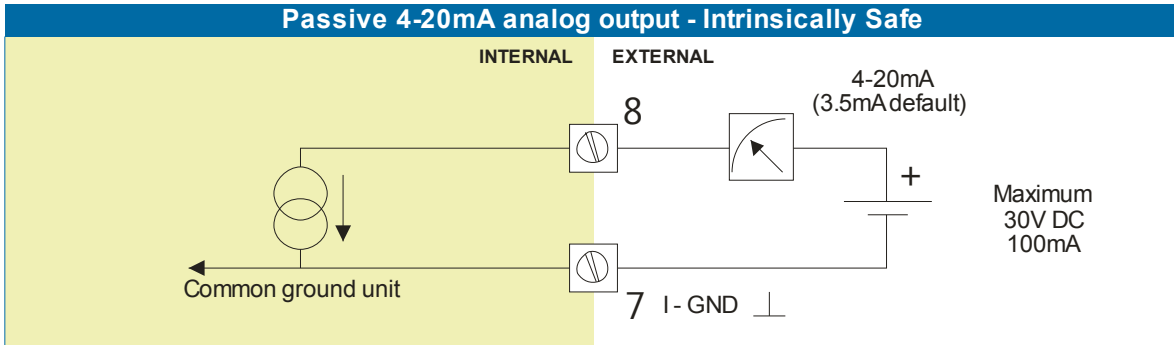 Passive 4-20mA analog output - Intrinsically Safe
INTERNAL
EXTERNAL
4-20mA
(3.5mA default)
8
+
Maximum
30V DC
100mA
Common ground unit
7 I - GND